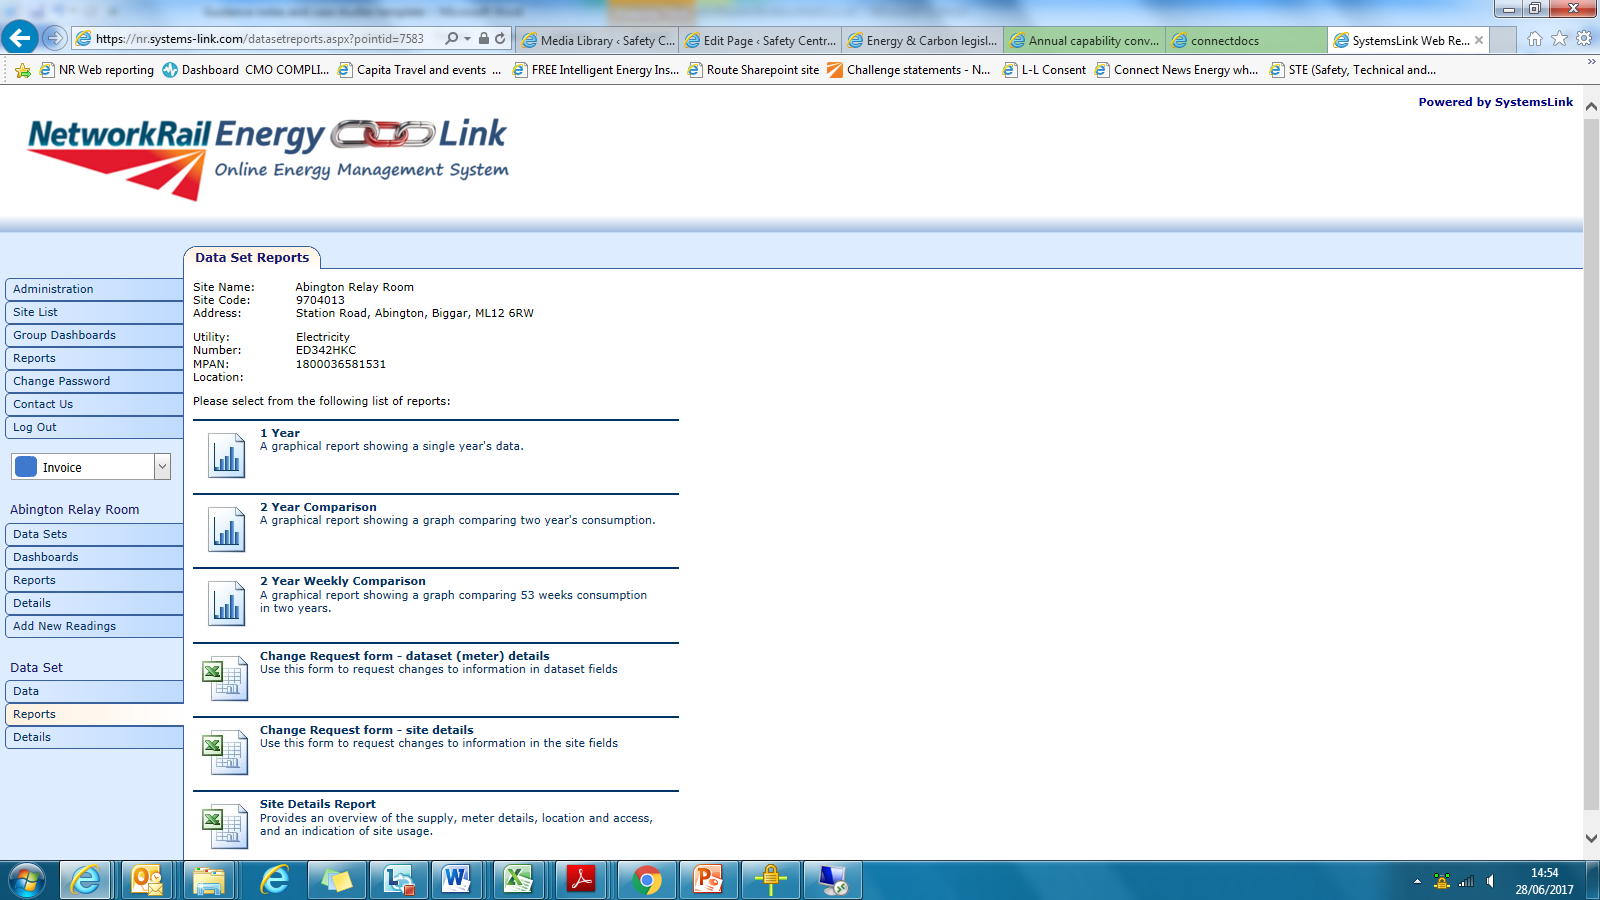 https://nr.systems-link.com/datasetreports.aspx?pointid=7583
Media Library ‹ Safety C...
Edit Page ‹ Safety Centr...
Energy & Carbon legisl...
Annual capability conv...
connectdocs
SystemsLink Web Re...
NR Web reporting
Dashboard CMO COMPLI...
Capita Travel and events ...
FREE Intelligent Energy Ins...
Route Sharepoint site
Challenge statements - N...
L-L Consent
Connect News Energy wh...
STE (Safety, Technical and...
Powered by SystemsLink
NetworkRail Energy Link
Online Energy Management System
Data Set Reports
Administration
Site List
Group Dashboards
Reports
Change Password
Contact Us
Log Out
Invoice
Abington Relay Room
Data Sets
Dashboards
Reports
Details
Add New Readings
Data Set
Data
Reports
Details
Site Name: Abington Relay Room
Site Code: 9704013
Address: Station Road, Abington, Biggar, ML12 6RW
Utility: Electricity
Number: ED342HKC
MPAN: 1800036581531
Location:
Please select from the following list of reports:
1 Year
A graphical report showing a single year's data.
2 Year Comparison
A graphical report showing a graph comparing two year's consumption.
2 Year Weekly Comparison
A graphical report showing a graph comparing 53 weeks consumption
in two years.
Change Request form - dataset (meter) details
Use this form to request changes to information in dataset fields
Change Request form - site details
Use this form to request changes to information in the site fields
Site Details Report
Provides an overview of the supply, meter details, location and access,
and an indication of site usage.
14:54
28/06/2017